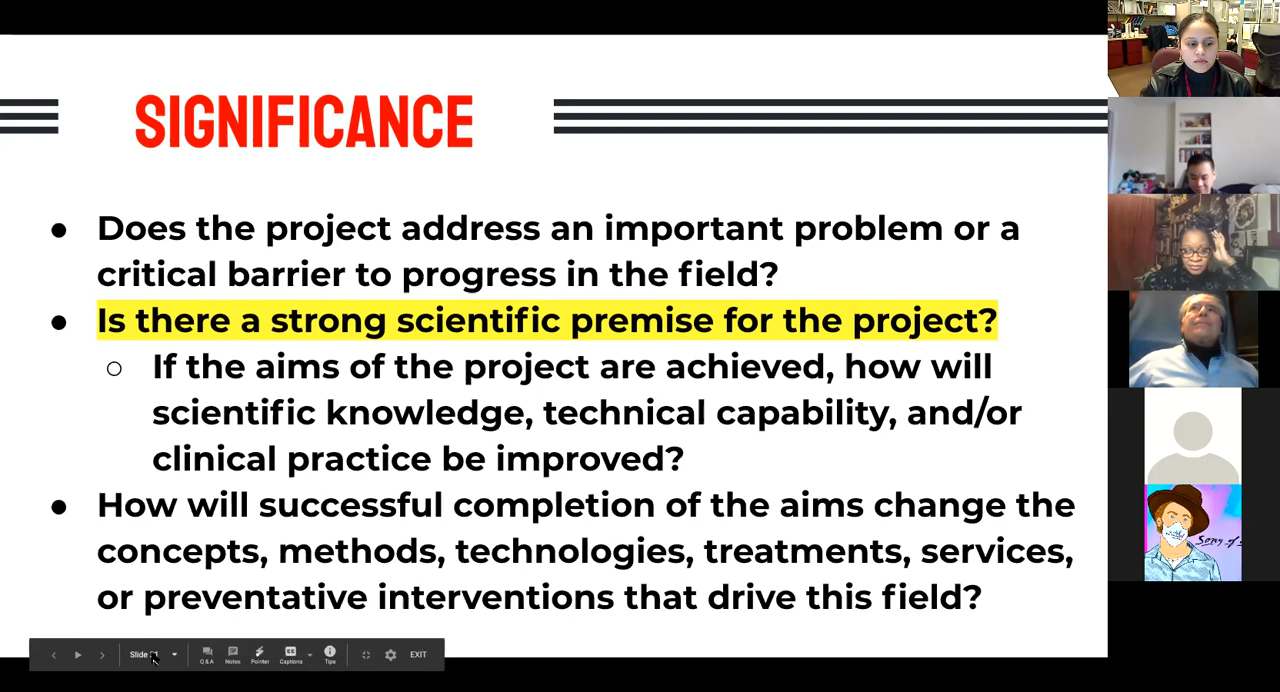 SIGNIFICANCE
● Does the project address an important problem or a
critical barrier to progress in the field?
● Is there a strong scientific premise for the project?
○ If the aims of the project are achieved, how will
scientific knowledge, technical capability, and/or
clinical practice be improved?
● How will successful completion of the aims change the
concepts, methods, technologies, treatments, services,
or preventative interventions that drive this field?
Slide
Q & A
Notes
Pointer
CC
Captions
Tips
EXIT
Song of